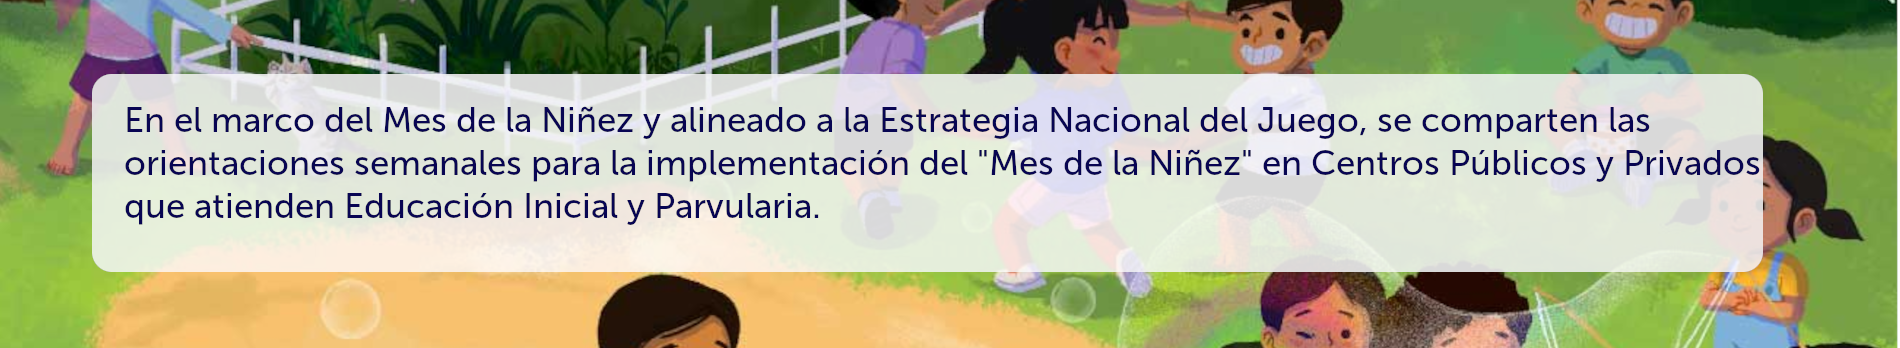 En el marco del Mes de la Niñez y alineado a la Estrategia Nacional del Juego, se comparten las
orientaciones semanales para la implementación del "Mes de la Niñez" en Centros Públicos y Privados
que atienden Educación Inicial y Parvularia.